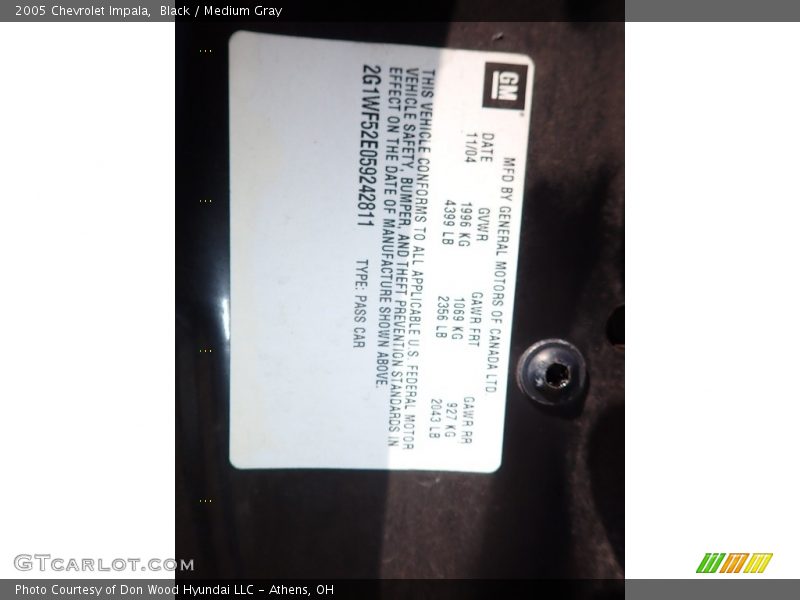 2005 Chevrolet Impala, Black / Medium Gray
GM
MFD BY GENERAL MOTORS OF CANADA LTD
DATE GVWR GAWR FRT GAWR RR
11/04 1996 KG 1069 KG 927 KG
4399 LB 2356 LB 2043 LB
THIS VEHICLE CONFORMS TO ALL APPLICABLE U.S. FEDERAL MOTOR
VEHICLE SAFETY, BUMPER, AND THEFT PREVENTION STANDARDS IN
EFFECT ON THE DATE OF MANUFACTURE SHOWN ABOVE.
2G1WF52E059242811 TYPE: PASS CAR
GTCARLOT.COM
Photo Courtesy of Don Wood Hyundai LLC - Athens, OH